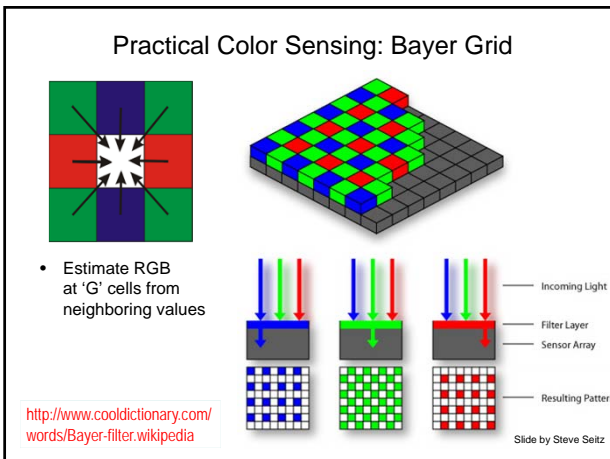 Practical Color Sensing: Bayer Grid
• Estimate RGB
at ‘G’ cells from
neighboring values
Incoming Light
Filter Layer
Sensor Array
Resulting Patter
http://www.cooldictionary.com/
words/Bayer-filter.wikipedia
Slide by Steve Seitz